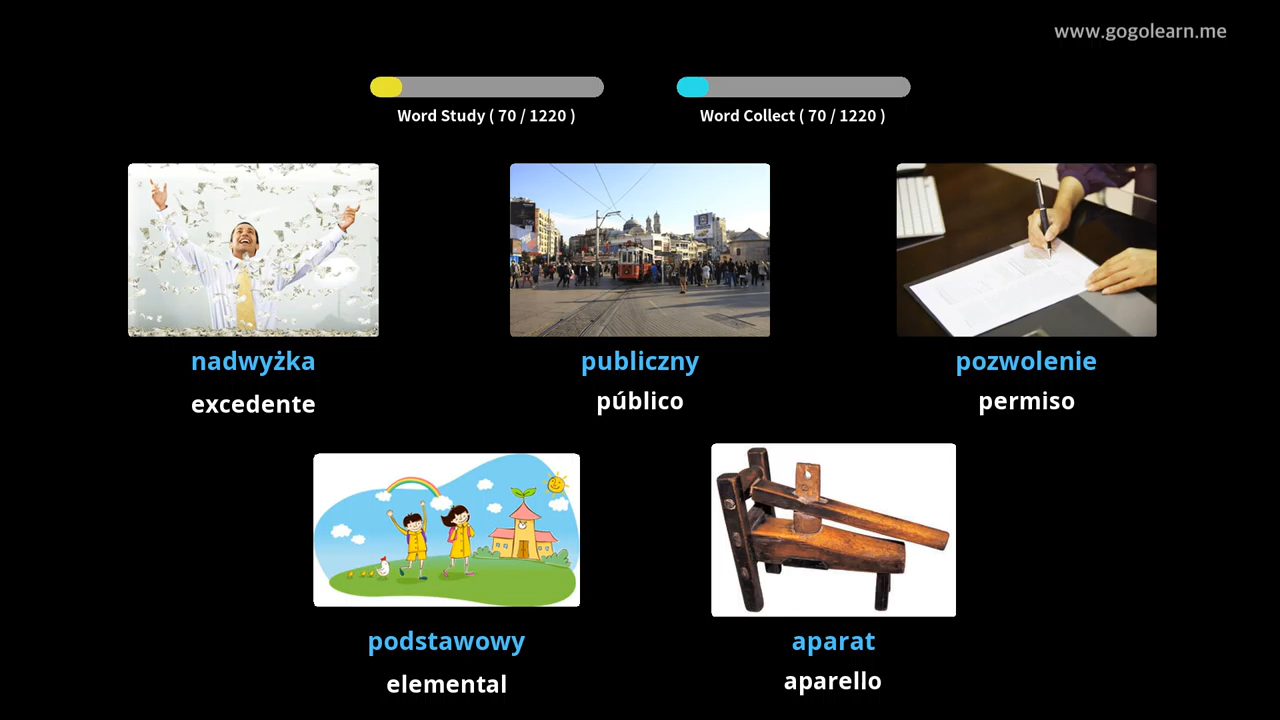 www.gogolearn.me
Word Study ( 70 / 1220 )
Word Collect ( 70 / 1220 )
nadwyżka
excedente
publiczny
público
pozwolenie
permiso
podstawowy
elemental
aparat
aparello